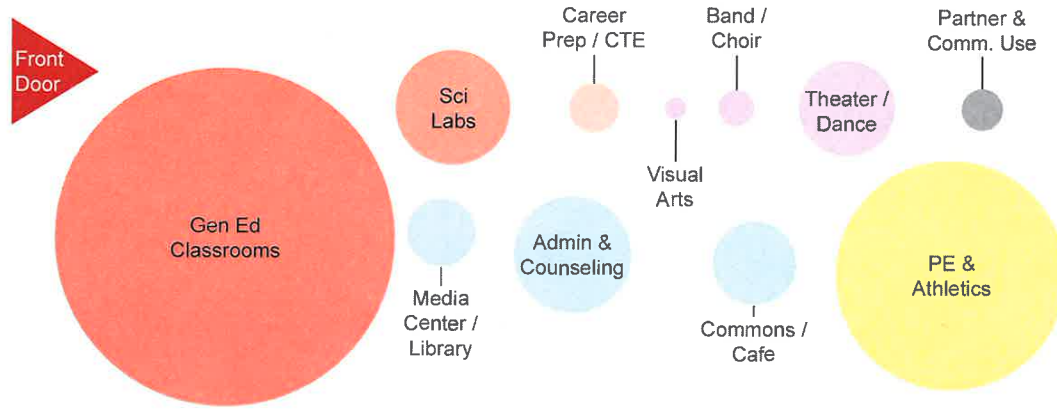 Front
Door
Gen Ed
Classrooms
Sci
Labs
Media
Center /
Library
Career
Prep / CTE
Admin &
Counseling
Visual
Arts
Band /
Choir
Commons /
Cafe
Theater /
Dance
Partner &
Comm. Use
PE &
Athletics